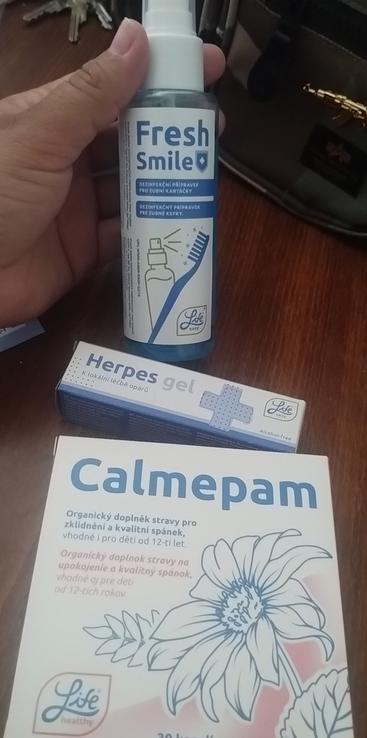 Fresh
Smile
DEZINFEKČNÍ PŘÍPRAVEK
PRO ZUBNÍ KARTÁČKY
DEZINFEKČNÝ PRÍPRAVOK
PRE ZUBNÉ KEFKY.
Life
Herpes gel
K lokální léčbě oparů
Life
Alcohol-free
Calmepam
Organický doplněk stravy pro
zklidnění a kvalitní spánek,
vhodné i pro děti od 12-ti let.
Organický doplnok stravy na
upokojenie a kvalitný spánok,
vhodné aj pre deti
od 12-tich rokov.
Life
healthy